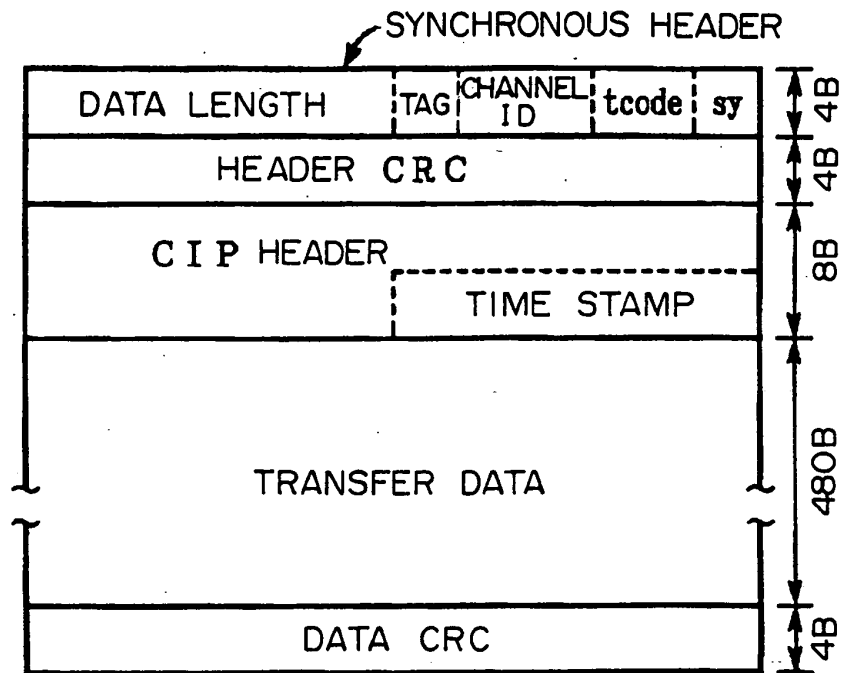 SYNCHRONOUS HEADER
DATA LENGTH TAG CHANNEL ID tcode sy 4B
HEADER CRC 4B
CIP HEADER 8B
TIME STAMP
TRANSFER DATA 480B
DATA CRC 4B